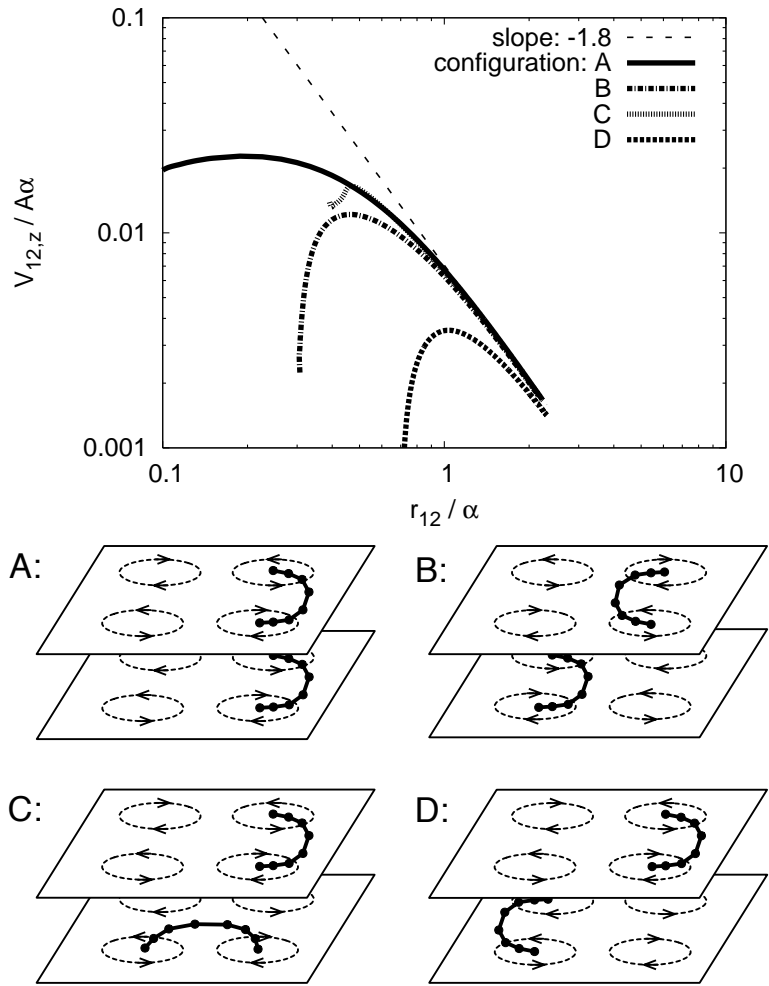 0.1
slope: -1.8
configuration: A
B
C
D
0.01
V12,z / Aα
0.001
0.1
1
10
r12 / α
A:
B:
C:
D: